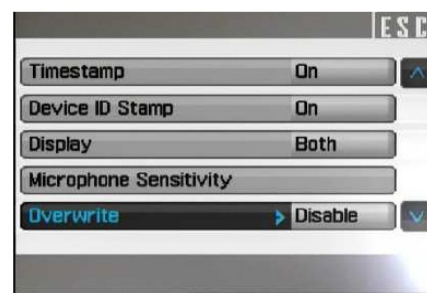 ESC
Timestamp On
Device ID Stamp On
Display Both
Microphone Sensitivity
Overwrite > Disable